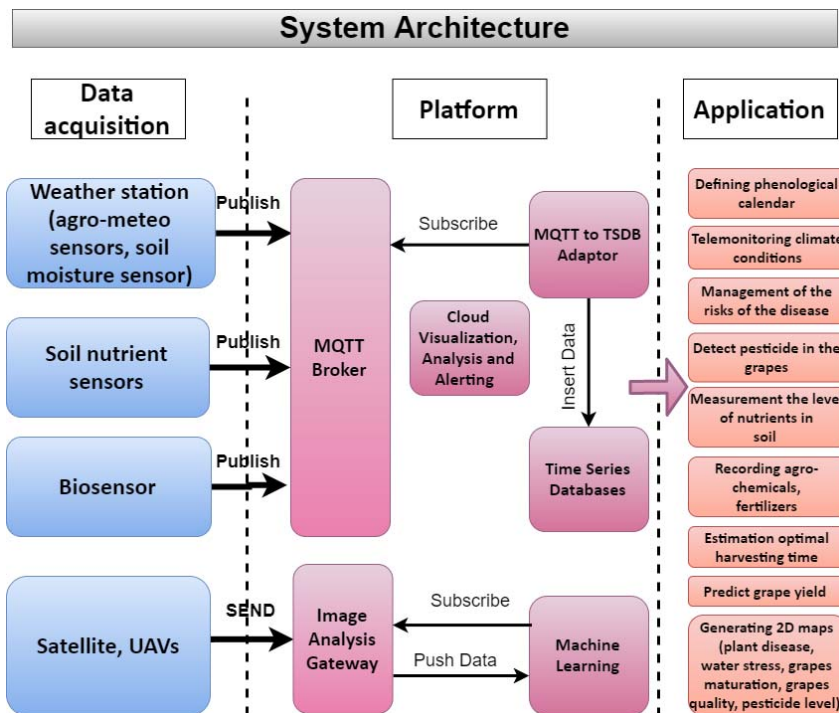 System Architecture
Data
acquisition
Platform
Application
Weather station
(agro-meteo
sensors, soil
moisture sensor)
Publish
Soil nutrient
sensors
Publish
Biosensor
Publish
Satellite, UAVs
SEND
MQTT
Broker
Subscribe
MQTT to TSDB
Adaptor
Cloud
Visualization,
Analysis and
Alerting
Insert Data
Time Series
Databases
Image
Analysis
Gateway
Subscribe
Push Data
Machine
Learning
Defining phenological
calendar
Telemonitoring climate
conditions
Management of the
risks of the disease
Detect pesticide in the
grapes
Measurement the level
of nutrients in
soil
Recording agro-
chemicals,
fertilizers
Estimation optimal
harvesting time
Predict grape yield
Generating 2D maps
(plant disease,
water stress, grapes
maturation, grapes
quality, pesticide level)